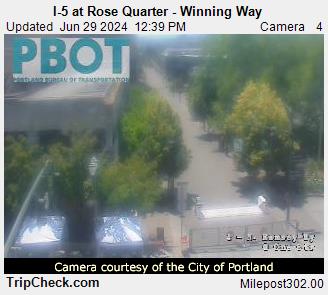 I-5 at Rose Quarter - Winning Way
Updated Jun 29 2024 12:39 PM Camera 4
PBOT
PORTLAND BUREAU OF TRANSPORTATION
Camera courtesy of the City of Portland
TripCheck.com Milepost302.00